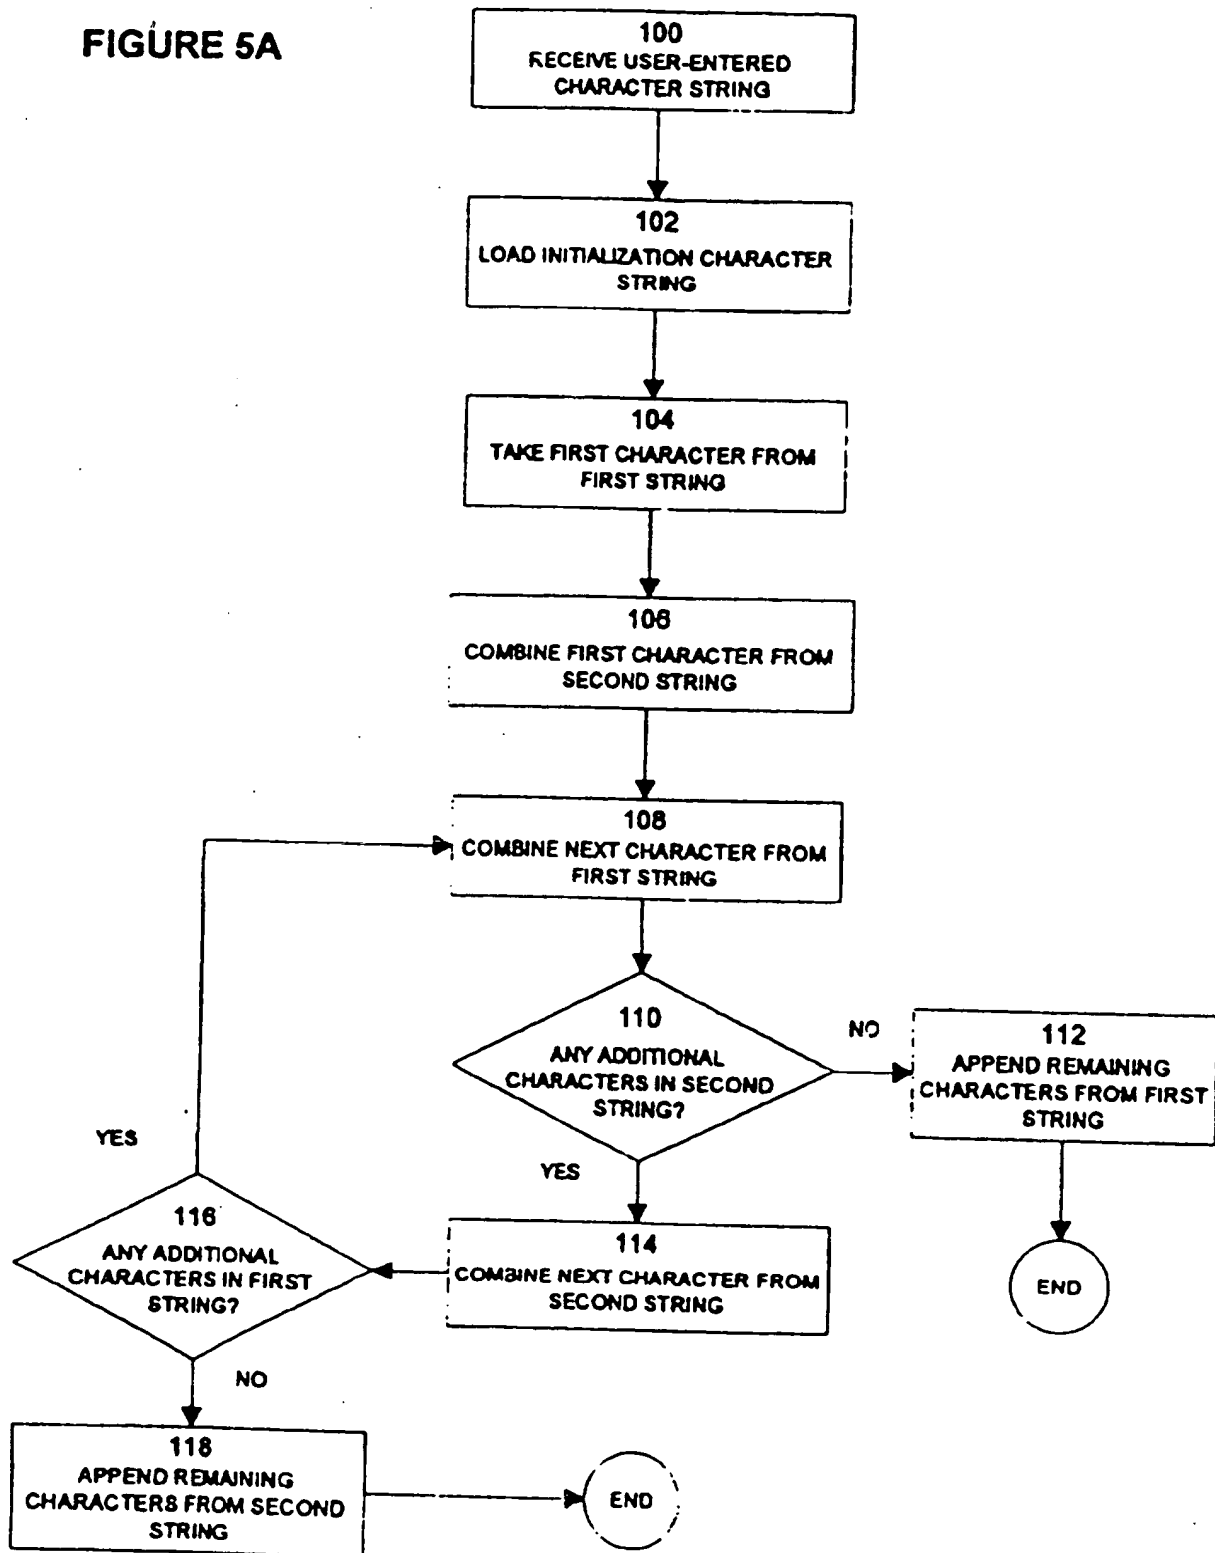 FIGURE 5A
100
RECEIVE USER-ENTERED
CHARACTER STRING
102
LOAD INITIALIZATION CHARACTER
STRING
104
TAKE FIRST CHARACTER FROM
FIRST STRING
106
COMBINE FIRST CHARACTER FROM
SECOND STRING
108
COMBINE NEXT CHARACTER FROM
FIRST STRING
110
ANY ADDITIONAL
CHARACTERS IN SECOND
STRING?
NO
112
APPEND REMAINING
CHARACTERS FROM FIRST
STRING
YES
YES
116
ANY ADDITIONAL
CHARACTERS IN FIRST
STRING?
114
COMBINE NEXT CHARACTER FROM
SECOND STRING
END
NO
118
APPEND REMAINING
CHARACTERS FROM SECOND
STRING
END